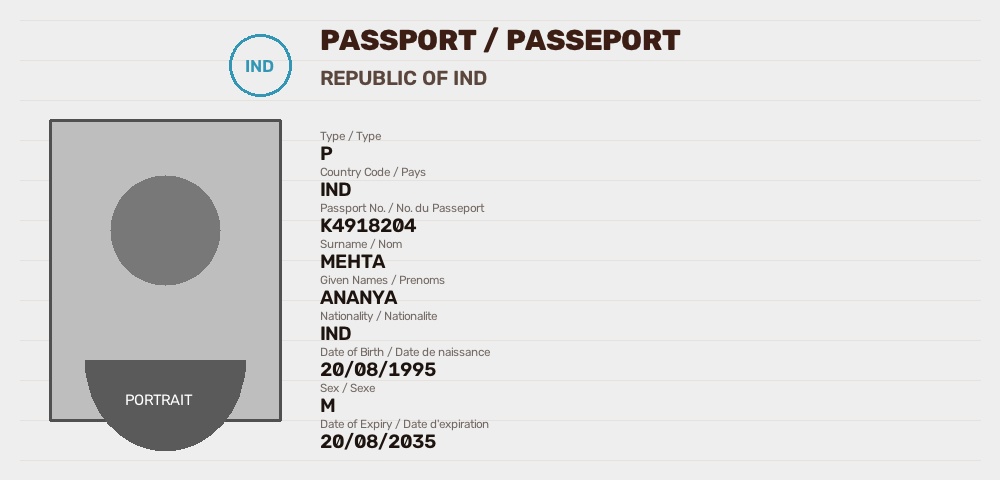 IND
PASSPORT / PASSEPORT
REPUBLIC OF IND
Type / Type
P
Country Code / Pays
IND
Passport No. / No. du Passeport
K4918204
Surname / Nom
MEHTA
Given Names / Prenoms
ANANYA
Nationality / Nationalite
IND
Date of Birth / Date de naissance
20/08/1995
Sex / Sexe
M
Date of Expiry / Date d'expiration
20/08/2035
PORTRAIT